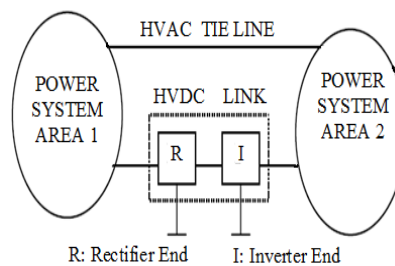 HVAC TIE LINE
POWER
SYSTEM
AREA 1
HVDC LINK
POWER
SYSTEM
AREA 2
R
I
R: Rectifier End
I: Inverter End